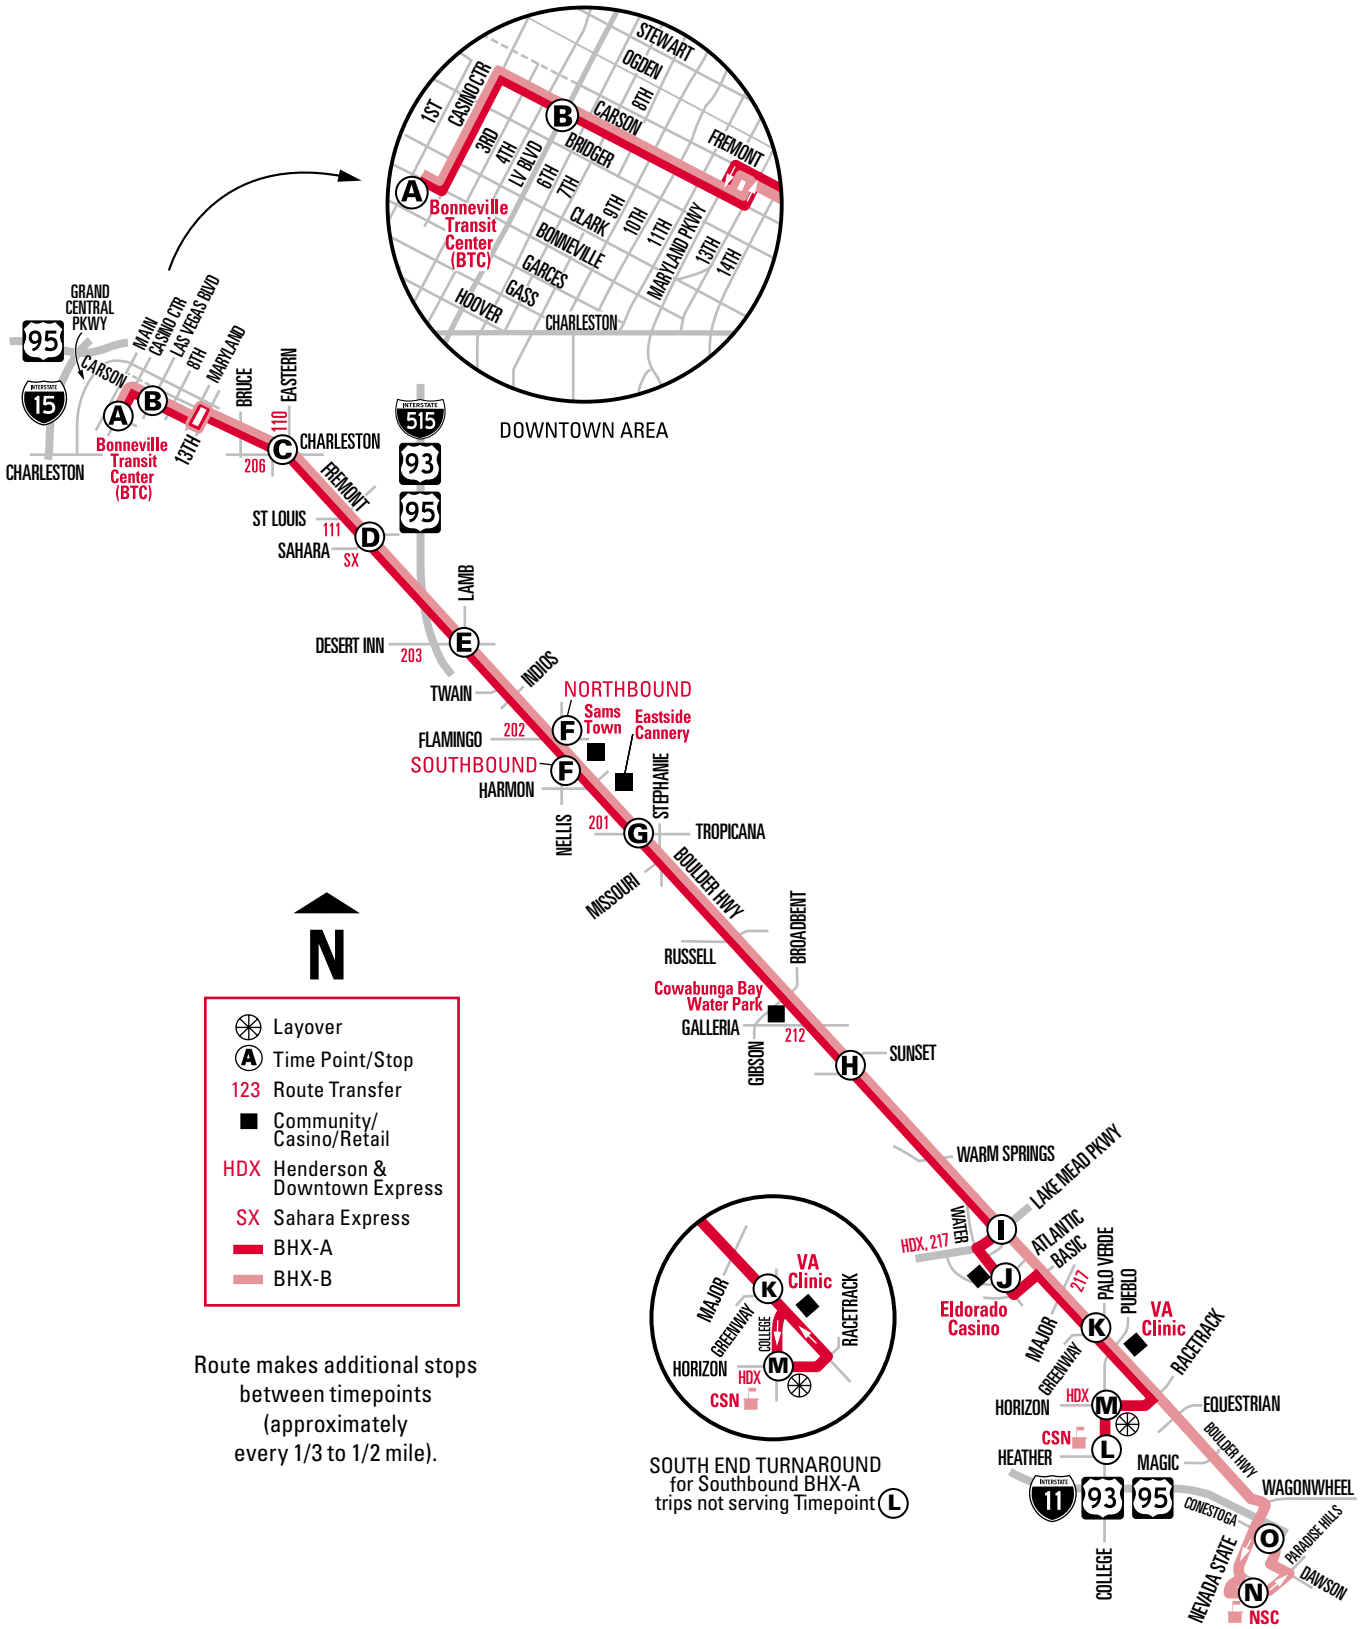 STEWART
OGDEN
8TH
CASINO CTR
1ST
CARSON
B
FREMONT
3RD
4TH
LV BLVD
BRIDGER
6TH
7TH
A
Bonneville
Transit
Center
(BTC)
CLARK
9TH
10TH
11TH
MARYLAND PKWY
13TH
14TH
BONNEVILLE
GARCES
GASS
HOOVER
CHARLESTON
DOWNTOWN AREA
GRAND
CENTRAL
PKWY
MAIN
CASINO CTR
LAS VEGAS BLVD
8TH
MARYLAND
95
CARSON
INTERSTATE
15
A
B
BRUCE
EASTERN
110
C
CHARLESTON
13TH
206
CHARLESTON
Bonneville
Transit
Center
(BTC)
INTERSTATE
515
93
95
FREMONT
ST LOUIS
111
D
SAHARA
SX
LAMB
DESERT INN
203
E
TWAIN
INDIOS
NORTHBOUND
Sams
Town
Eastside
Cannery
202
F
FLAMINGO
SOUTHBOUND
F
HARMON
STEPHANIE
NELLIS
201
G
TROPICANA
MISSOURI
BOULDER HWY
BROADBENT
RUSSELL
Cowabunga Bay
Water Park
GALLERIA
212
GIBSON
H
SUNSET
WARM SPRINGS
LAKE MEAD PKWY
WATER
I
HDX, 217
ATLANTIC
BASIC
J
217
PALO VERDE
PUEBLO
Eldorado
Casino
MAJOR
K
VA
Clinic
GREENWAY
RACETRACK
HORIZON
HDX
M
EQUESTRIAN
CSN
L
HEATHER
MAGIC
BOULDER HWY
INTERSTATE
11
93
95
WAGONWHEEL
CONESTOGA
O
PARADISE HILLS
COLLEGE
NEVADA STATE
DAWSON
N
NSC
N
Layover
A Time Point/Stop
123 Route Transfer
Community/
Casino/Retail
HDX Henderson &
Downtown Express
SX Sahara Express
BHX-A
BHX-B
Route makes additional stops
between timepoints
(approximately
every 1/3 to 1/2 mile).
VA
Clinic
MAJOR
K
GREENWAY
COLLEGE
RACETRACK
HORIZON
M
HDX
CSN
SOUTH END TURNAROUND
for Southbound BHX-A
trips not serving Timepoint L